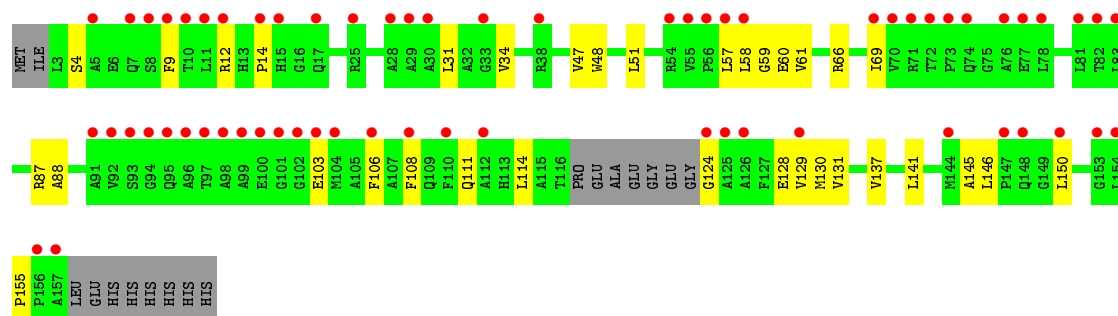 MET ILE L3 S4 A5 E6 Q7 S8 F9 T10 L11 R12 H13 P14 H15 G16 Q17 R25 A28 A29 A30 L31 A32 G33 V34 R38 V47 W48 L51 R54 V55 P56 L57 L58 G59 E60 V61 R66 I69 V70 R71 T72 P73 Q74 G75 A76 E77 L78 L81 T82
R87 A88 A91 V92 S93 G94 Q95 A96 T97 A98 A99 E100 G101 G102 E103 M104 A105 F106 A107 F108 Q109 F110 Q111 A112 H113 L114 A115 T116 PRO GLU ALA GLU GLY GLU GLY G124 A125 A126 F127 E128 V129 M130 V131 V137 L141 M144 A145 L146 P147 Q148 G149 L150 G153
P155 P156 A157 LEU GLU HIS HIS HIS HIS HIS HIS